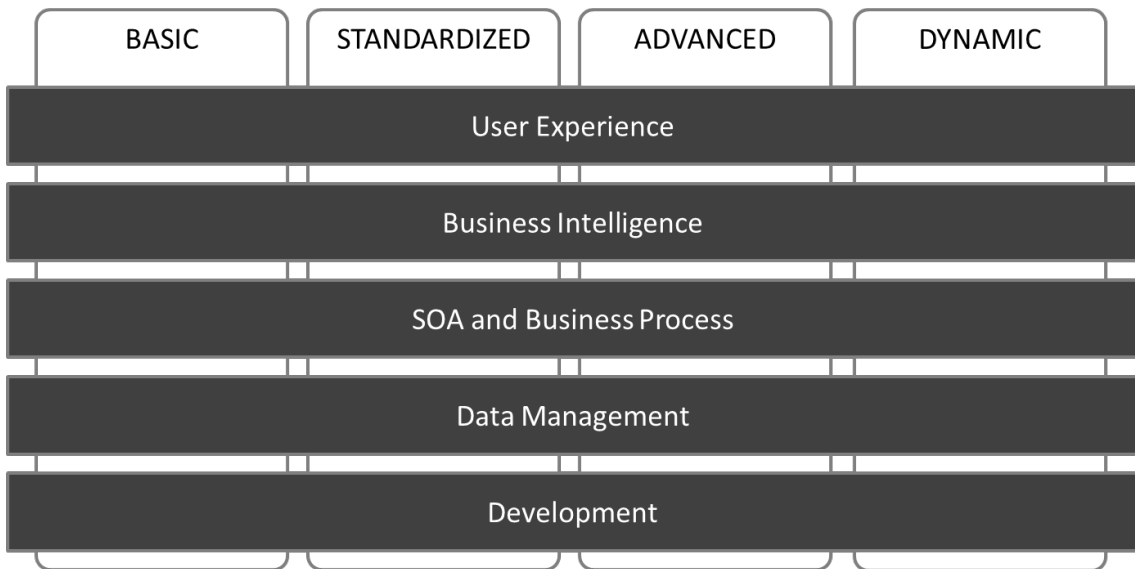 BASIC
STANDARDIZED
ADVANCED
DYNAMIC
User Experience
Business Intelligence
SOA and Business Process
Data Management
Development